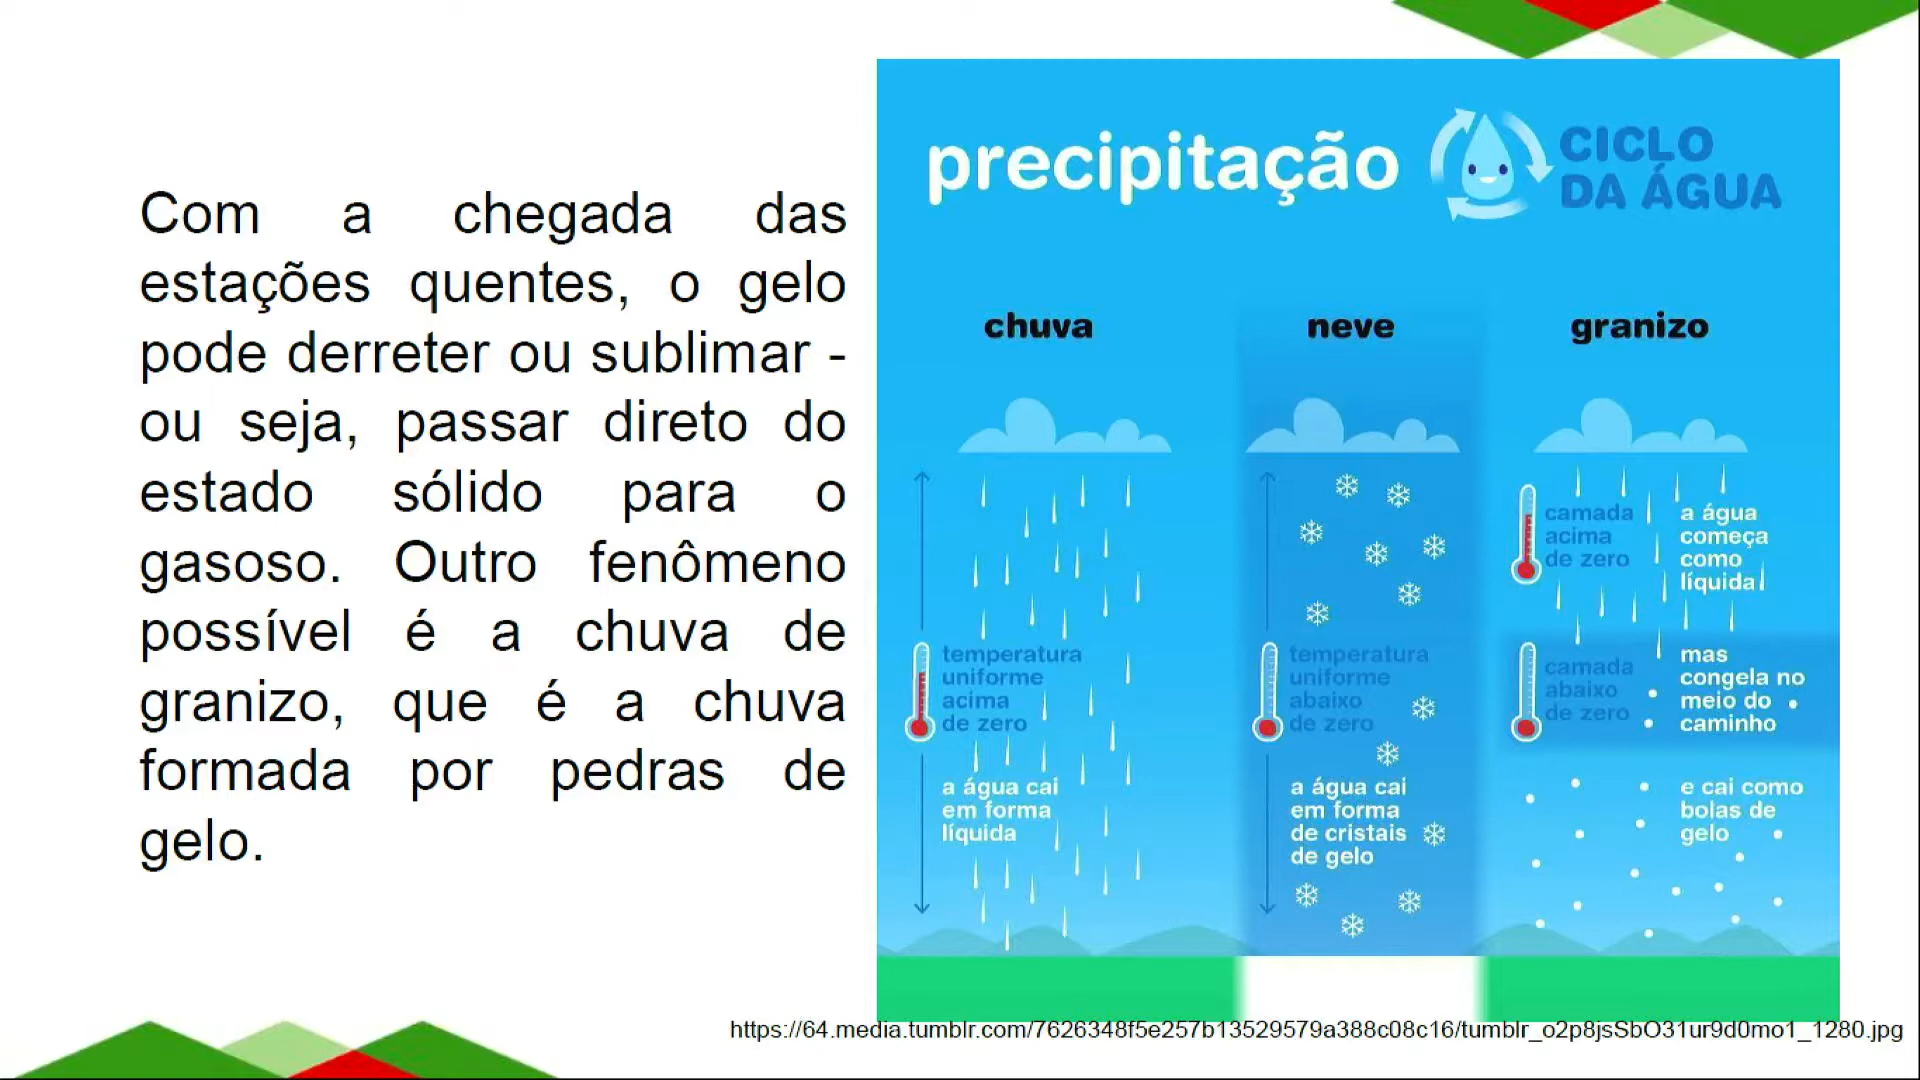 Com a chegada das
estações quentes, o gelo
pode derreter ou sublimar -
ou seja, passar direto do
estado sólido para o
gasoso. Outro fenômeno
possível é a chuva de
granizo, que é a chuva
formada por pedras de
gelo.
precipitação
CICLO
DA ÁGUA
chuva
temperatura
uniforme
acima
de zero
a água cai
em forma
líquida
neve
temperatura
uniforme
abaixo
de zero
a água cai
em forma
de cristais
de gelo
granizo
camada
acima
de zero
a água
começa
como
líquida
camada
abaixo
de zero
mas
congela no
meio do
caminho
e cai como
bolas de
gelo
https://64.media.tumblr.com/7626348f5e257b13529579a388c08c16/tumblr_o2p8jsSbO31ur9d0mo1_1280.jpg